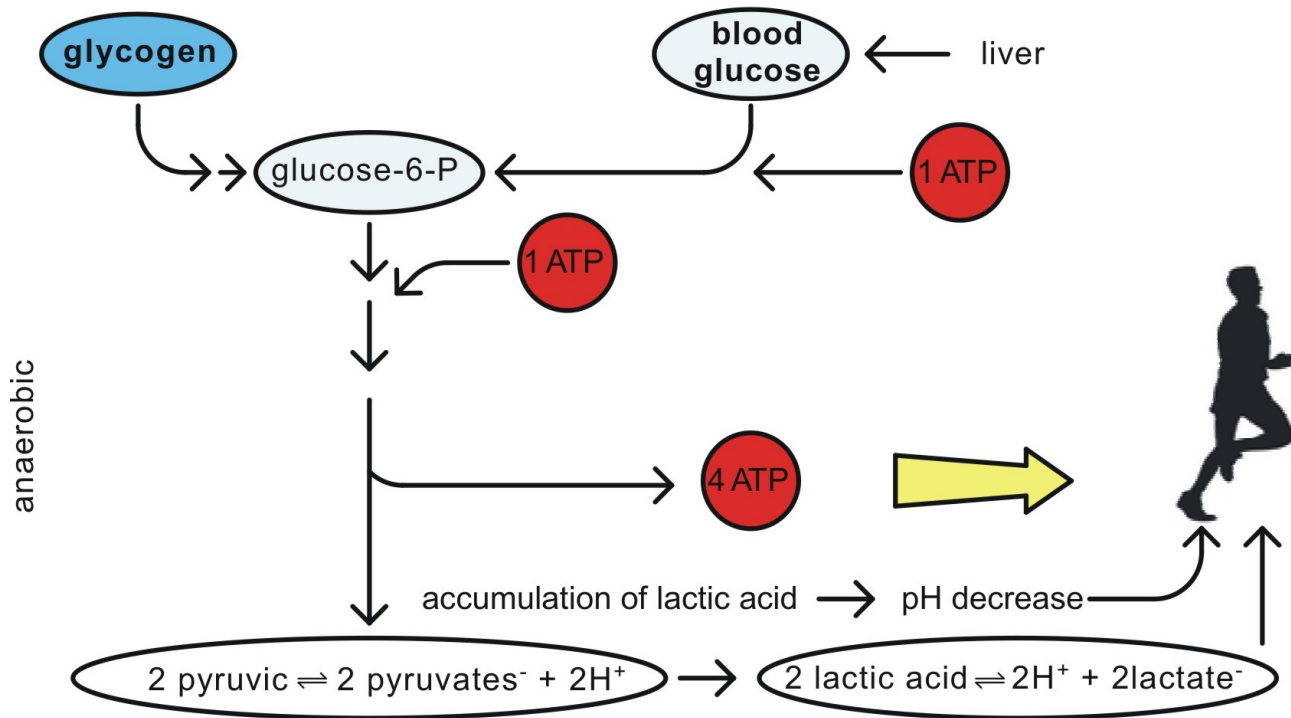 glycogen
blood
glucose
liver
glucose-6-P
1 ATP
1 ATP
anaerobic
4 ATP
accumulation of lactic acid
pH decrease
2 pyruvic ⇌ 2 pyruvates⁻ + 2H⁺
2 lactic acid ⇌ 2H⁺ + 2lactate⁻